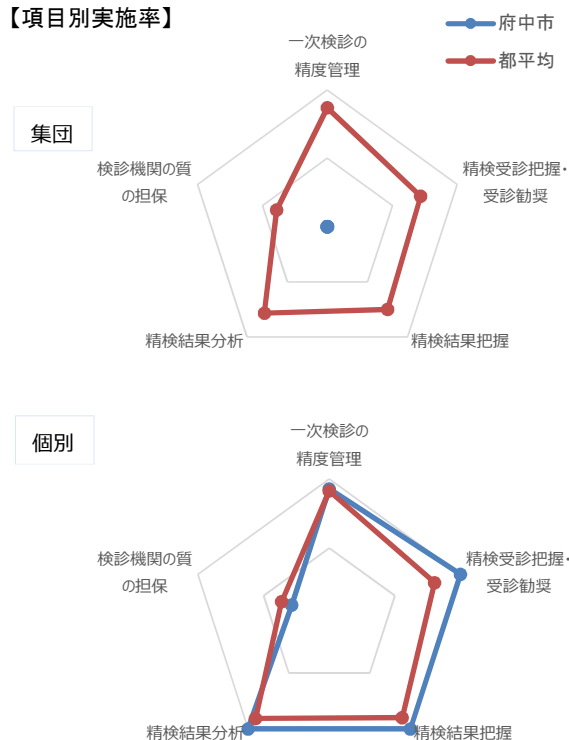 【項目別実施率】
府中市
都平均
集団
一次検診の
精度管理
精検受診把握・
受診勧奨
精検結果把握
精検結果分析
検診機関の質
の担保
個別
一次検診の
精度管理
精検受診把握・
受診勧奨
精検結果把握
精検結果分析
検診機関の質
の担保